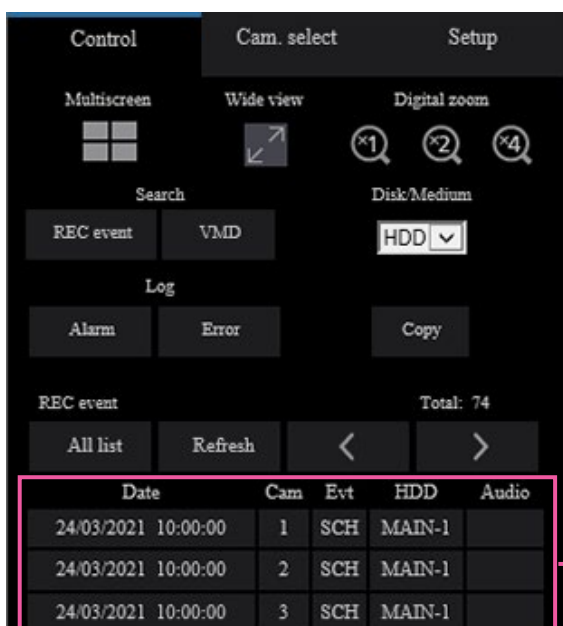 Control Cam. select Setup
Multiscreen Wide view Digital zoom
×1 ×2 ×4
Search Disk/Medium
REC event VMD HDD
Log
Alarm Error Copy
REC event Total: 74
All list Refresh < >
Date Cam Evt HDD Audio
24/03/2021 10:00:00 1 SCH MAIN-1
24/03/2021 10:00:00 2 SCH MAIN-1
24/03/2021 10:00:00 3 SCH MAIN-1